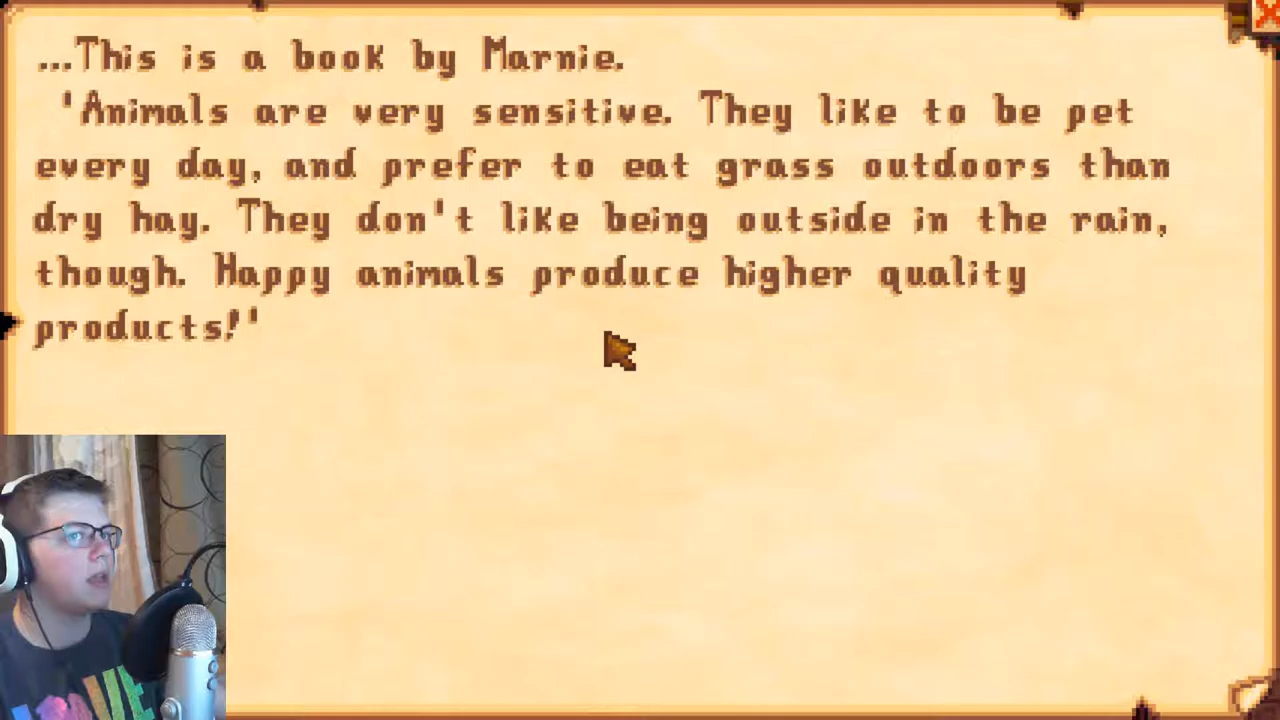 ...This is a book by Marnie.
'Animals are very sensitive. They like to be pet
every day, and prefer to eat grass outdoors than
dry hay. They don't like being outside in the rain,
though. Happy animals produce higher quality
products!'